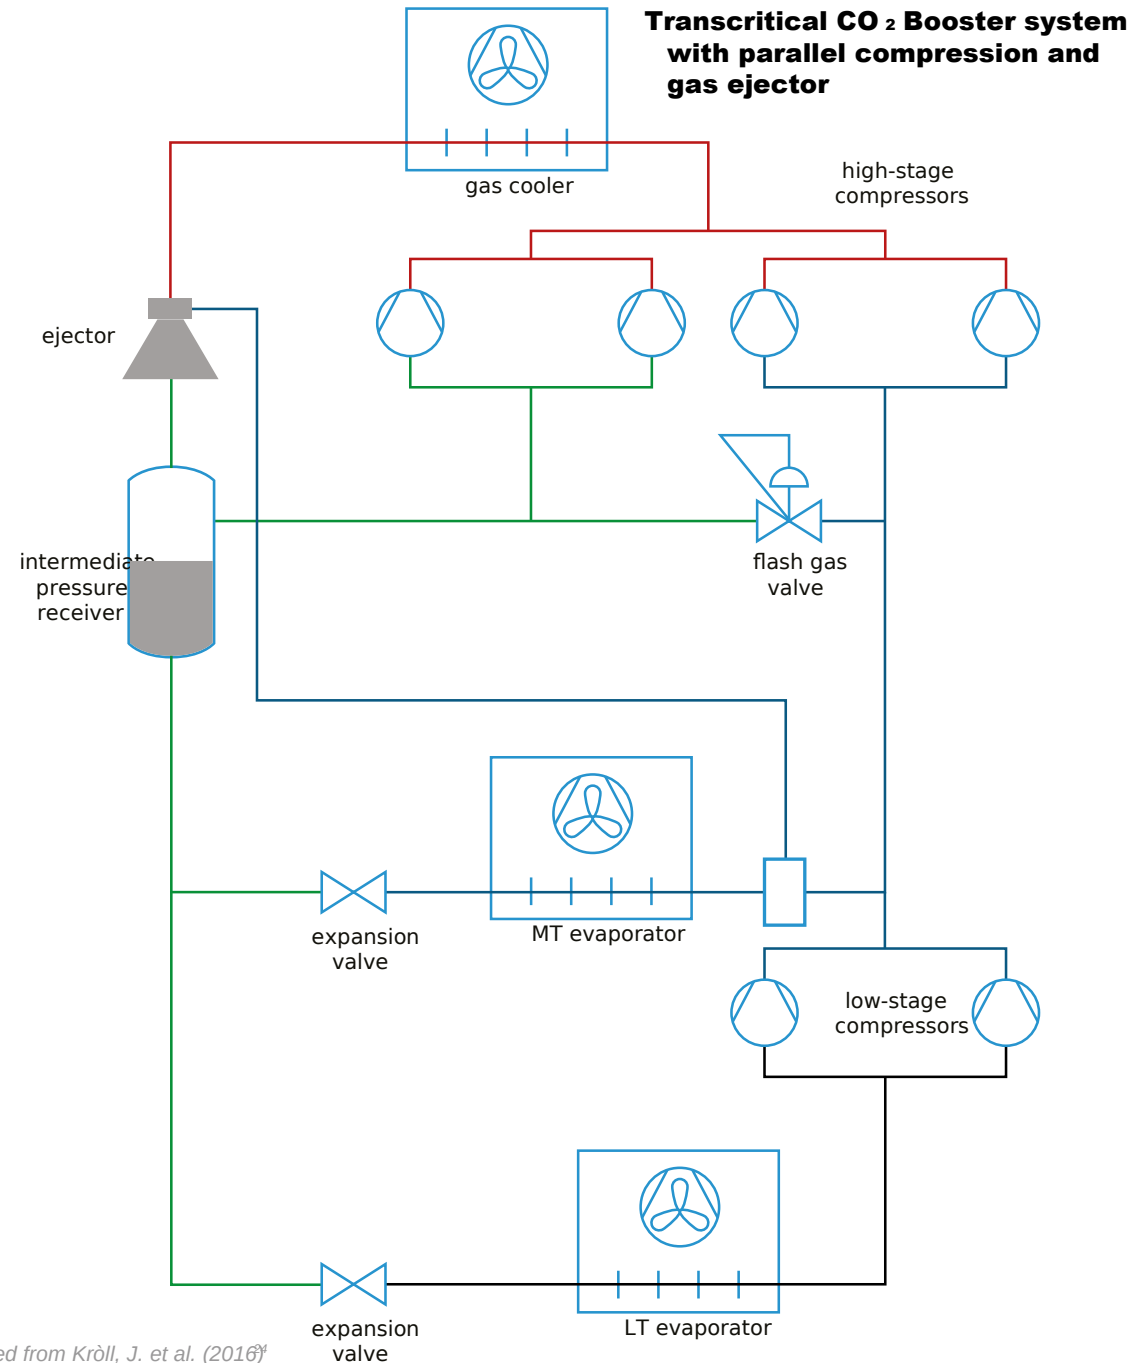 Transcritical CO₂ Booster system
with parallel compression and
gas ejector
gas cooler
high-stage
compressors
ejector
intermediate
pressure
receiver
flash gas
valve
expansion
valve
MT evaporator
low-stage
compressors
LT evaporator
expansion
valve
ed from Kròll, J. et al. (2016)²⁴